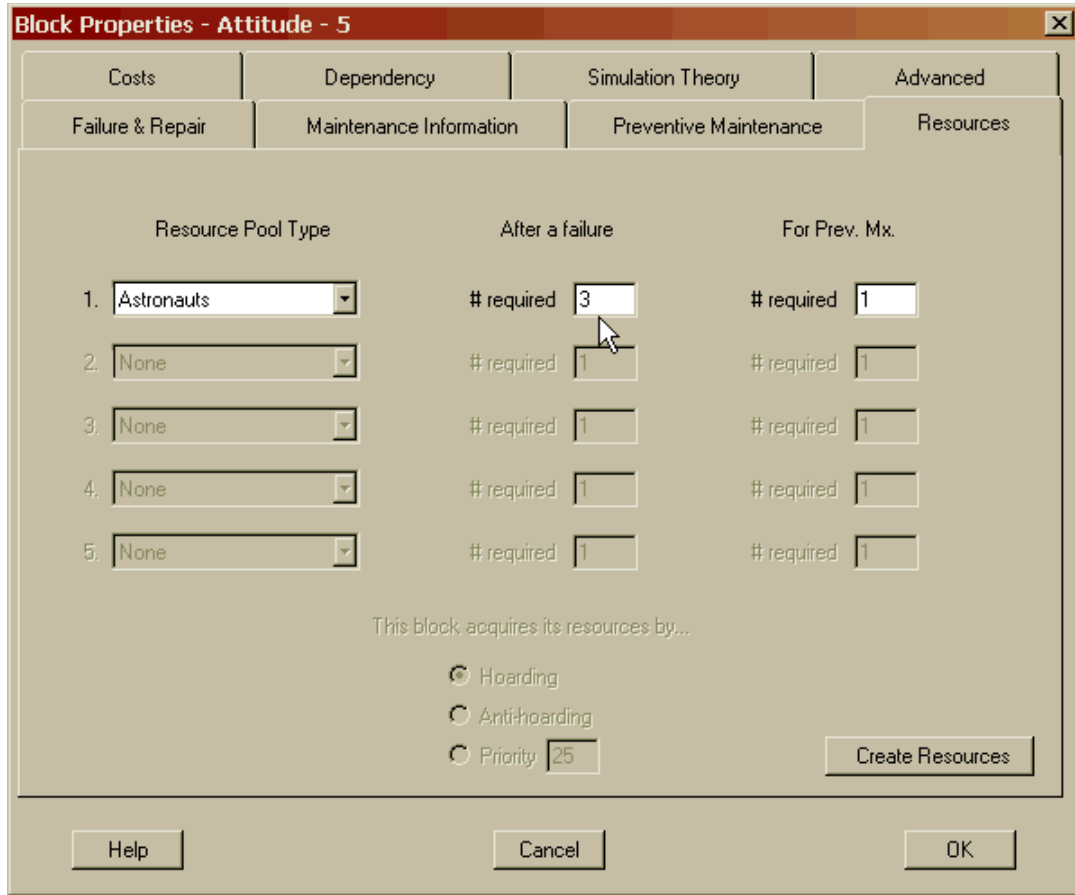 Block Properties - Attitude - 5
Costs Dependency Simulation Theory Advanced
Failure & Repair Maintenance Information Preventive Maintenance Resources
Resource Pool Type After a failure For Prev. Mx.
1. Astronauts # required 3 # required 1
2. None # required 1 # required 1
3. None # required 1 # required 1
4. None # required 1 # required 1
5. None # required 1 # required 1
This block acquires its resources by...
Hoarding
Anti-hoarding
Priority 25
Create Resources
Help Cancel OK